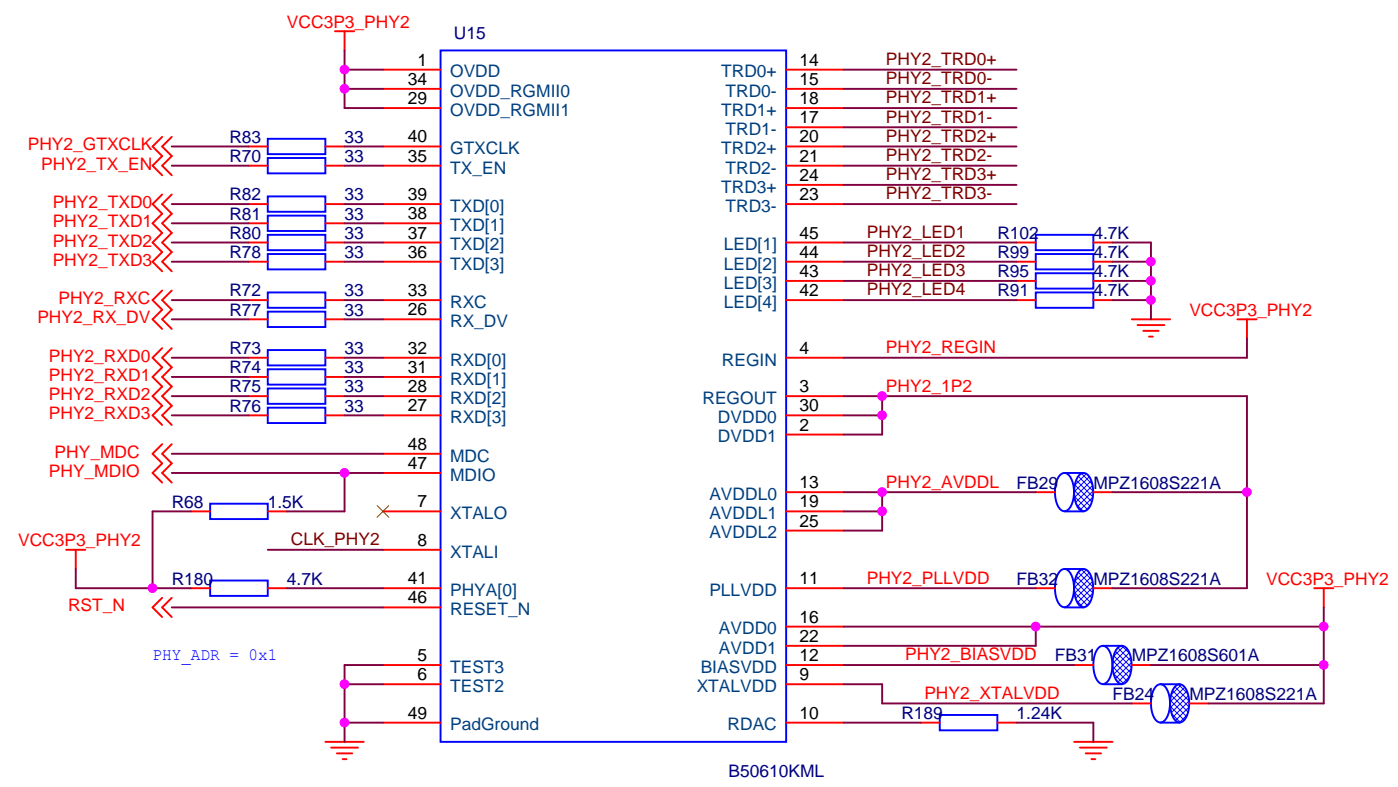 VCC3P3_PHY2
U15
1 OVDD
34 OVDD_RGMII0
29 OVDD_RGMII1
PHY2_GTXCLK R83 33 40 GTXCLK
PHY2_TX_EN R70 33 35 TX_EN
PHY2_TXD0 R82 33 39 TXD[0]
PHY2_TXD1 R81 33 38 TXD[1]
PHY2_TXD2 R80 33 37 TXD[2]
PHY2_TXD3 R78 33 36 TXD[3]
PHY2_RXC R72 33 33 RXC
PHY2_RX_DV R77 33 26 RX_DV
PHY2_RXD0 R73 33 32 RXD[0]
PHY2_RXD1 R74 33 31 RXD[1]
PHY2_RXD2 R75 33 28 RXD[2]
PHY2_RXD3 R76 33 27 RXD[3]
PHY_MDC 48 MDC
PHY_MDIO 47 MDIO
R68 1.5K 7 XTALO
VCC3P3_PHY2
CLK_PHY2 8 XTALI
R180 4.7K 41 PHYA[0]
RST_N 46 RESET_N
PHY_ADR = 0x1
5 TEST3
6 TEST2
49 PadGround
TRD0+ 14 PHY2_TRD0+
TRD0- 15 PHY2_TRD0-
TRD1+ 18 PHY2_TRD1+
TRD1- 17 PHY2_TRD1-
TRD2+ 20 PHY2_TRD2+
TRD2- 21 PHY2_TRD2-
TRD3+ 24 PHY2_TRD3+
TRD3- 23 PHY2_TRD3-
LED[1] 45 PHY2_LED1 R102 4.7K
LED[2] 44 PHY2_LED2 R99 4.7K
LED[3] 43 PHY2_LED3 R95 4.7K
LED[4] 42 PHY2_LED4 R91 4.7K
VCC3P3_PHY2
REGIN 4 PHY2_REGIN
REGOUT 3 PHY2_1P2
DVDD0 30
DVDD1 2
AVDDL0 13 PHY2_AVDDL FB29 MPZ1608S221A
AVDDL1 19
AVDDL2 25
PLLVDD 11 PHY2_PLLVDD FB32 MPZ1608S221A
VCC3P3_PHY2
AVDD0 16
AVDD1 22
BIASVDD 12 PHY2_BIASVDD FB31 MPZ1608S601A
XTALVDD 9 PHY2_XTALVDD FB24 MPZ1608S221A
RDAC 10 R189 1.24K
B50610KML